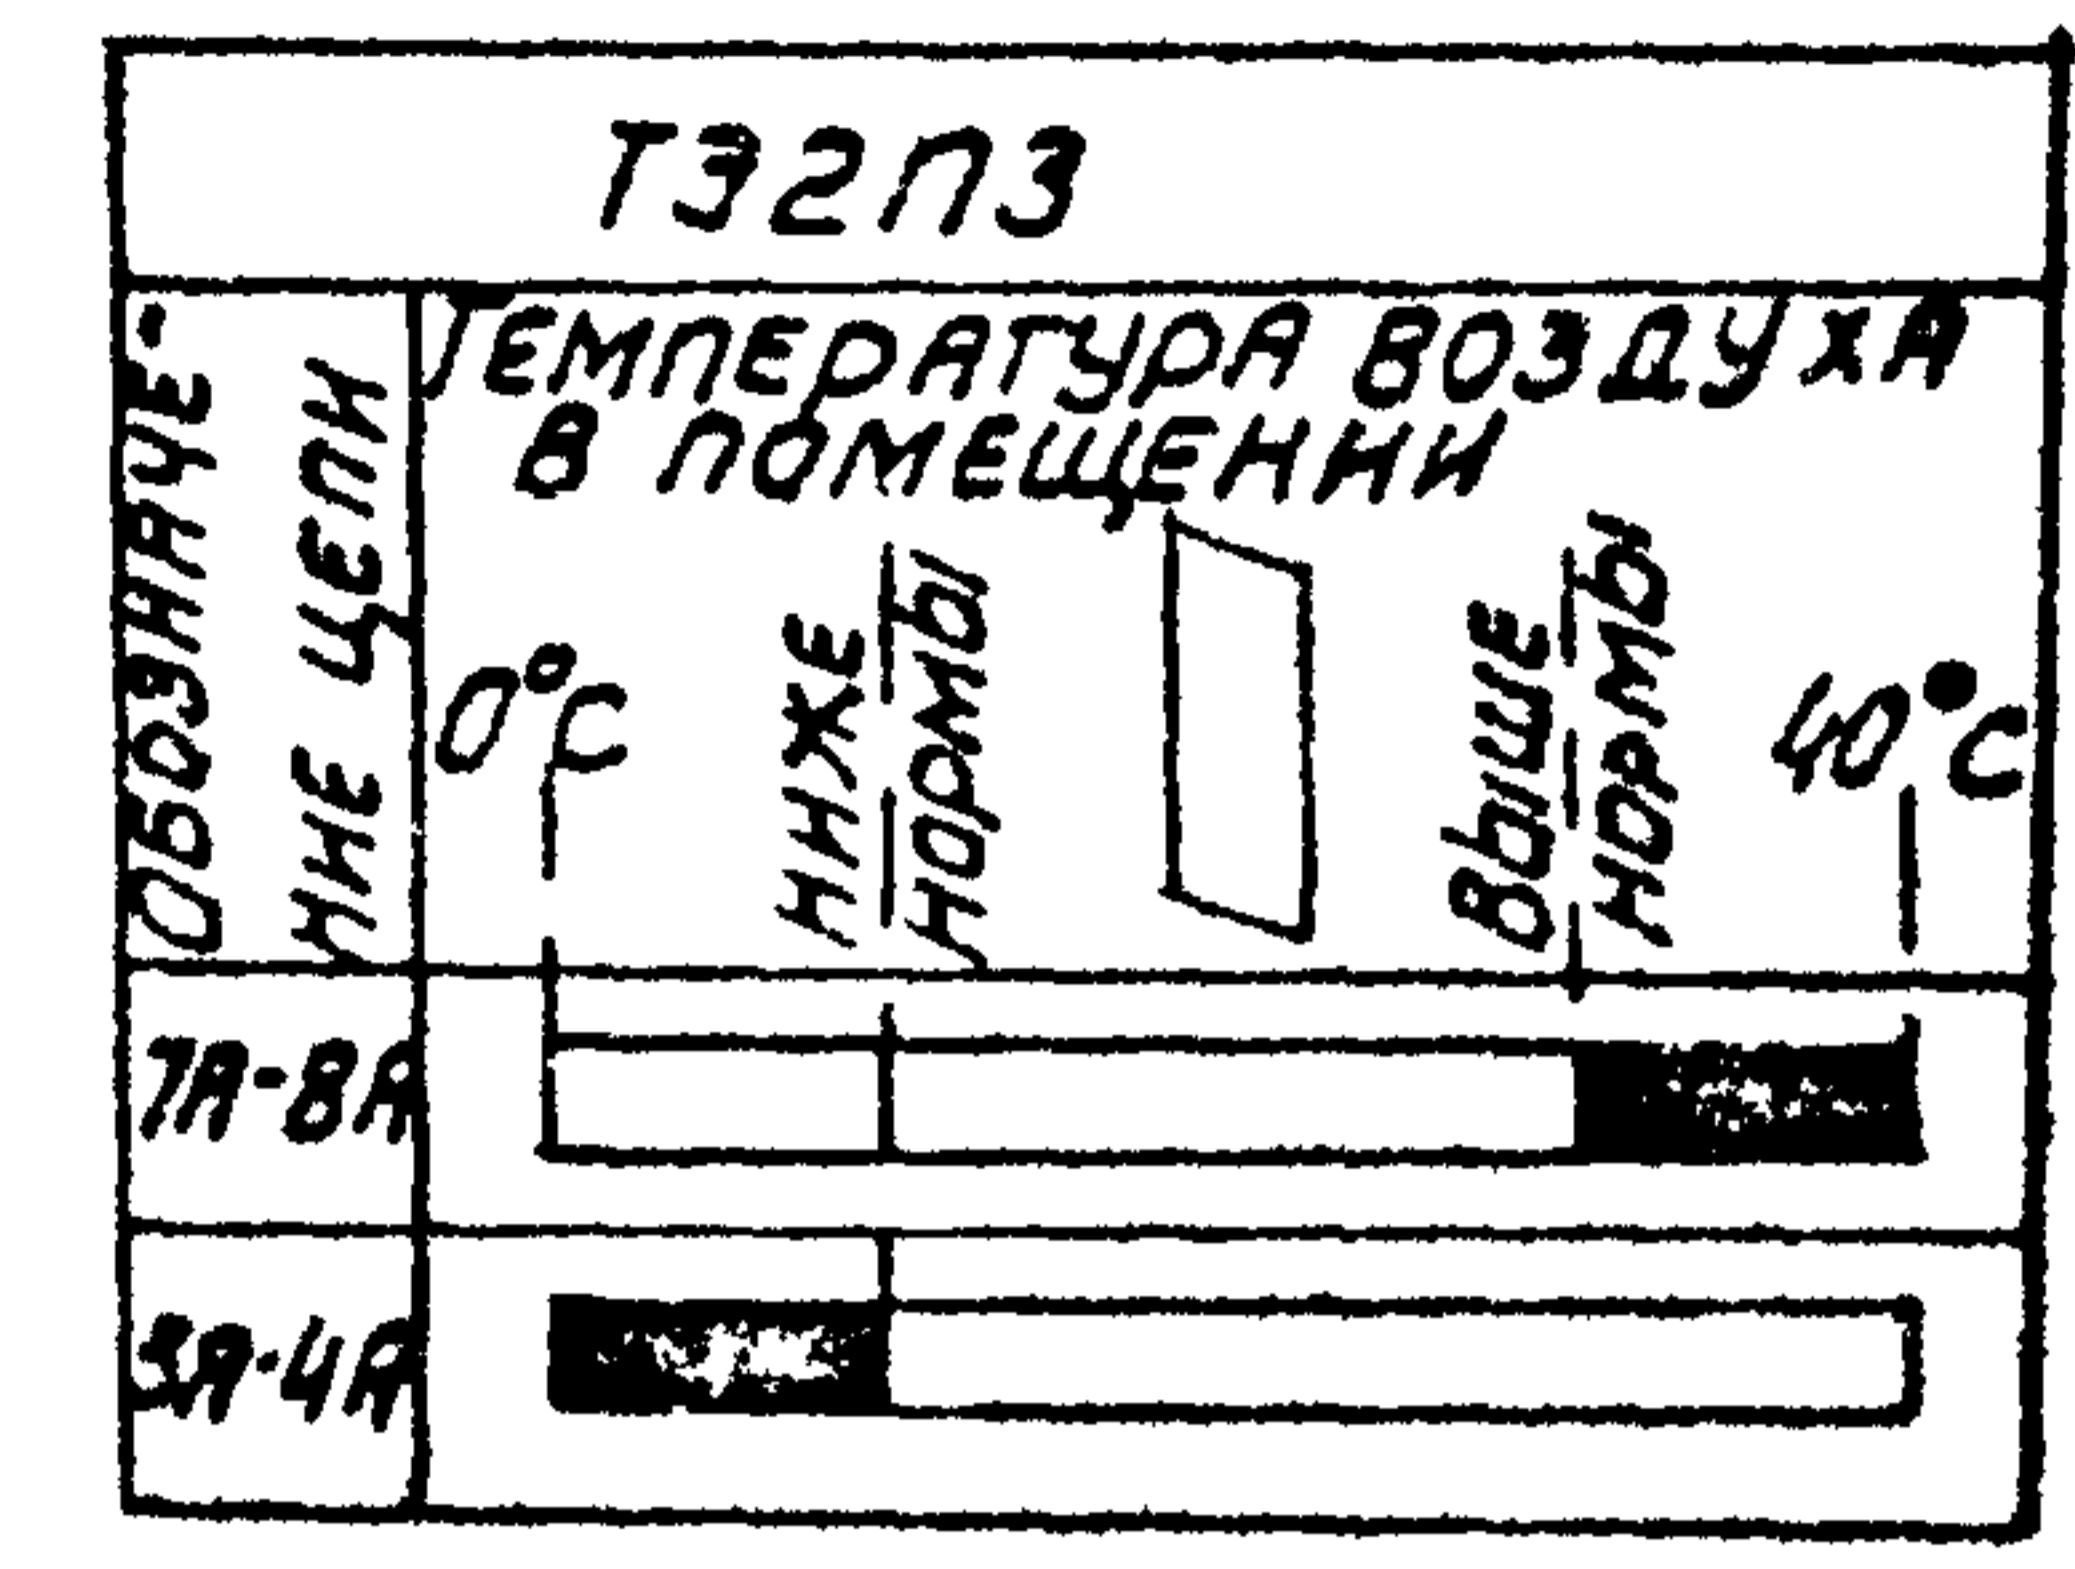 ТЭ2П3
ОБОЗНАЧЕ-
НИЕ ЦЕПИ
ТЕМПЕРАТУРА ВОЗДУХА
В ПОМЕЩЕНИИ
0°С
НИЖЕ
НОРМЫ
ВЫШЕ
НОРМЫ
40°С
7А-8А
3А-4А